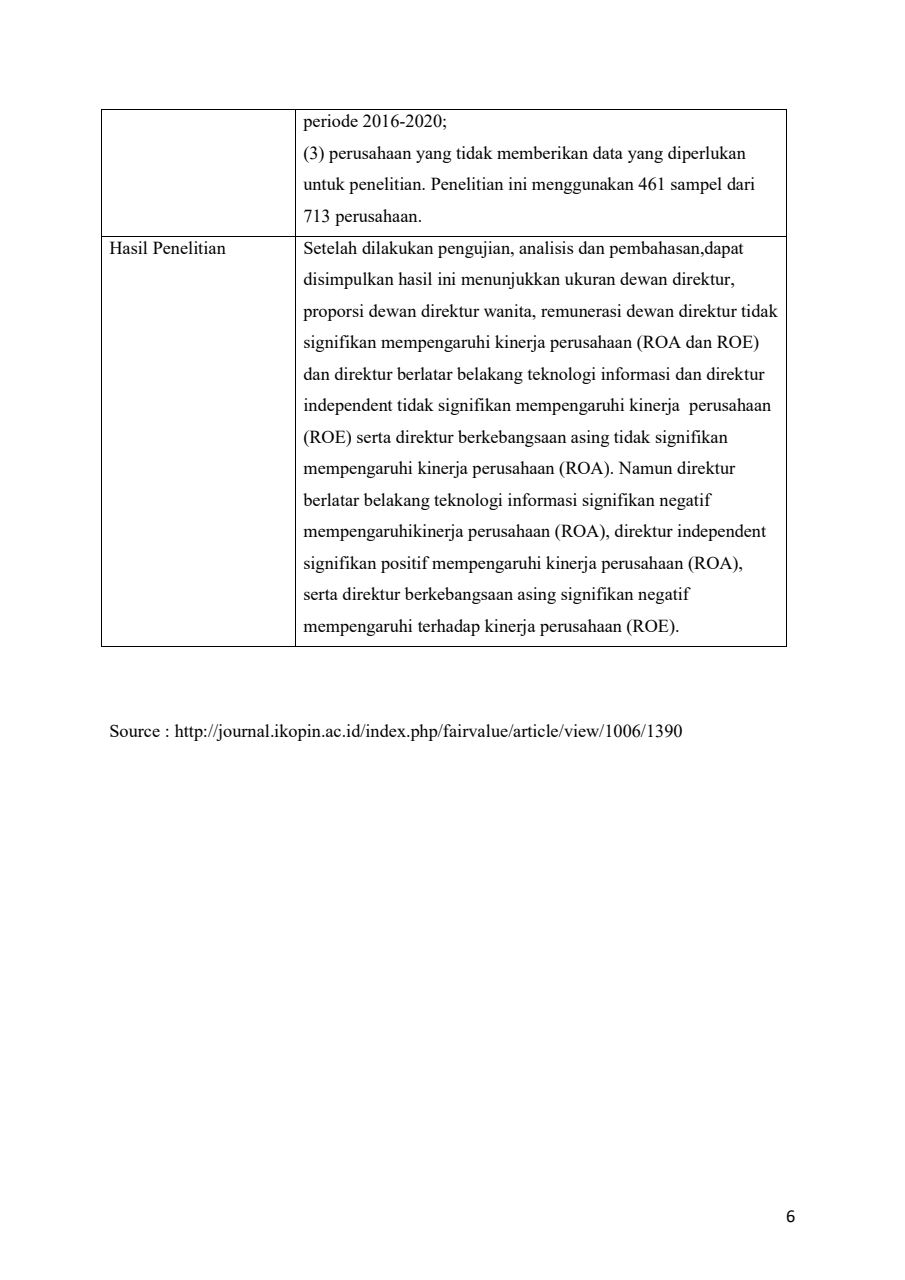 periode 2016-2020;
(3) perusahaan yang tidak memberikan data yang diperlukan
untuk penelitian. Penelitian ini menggunakan 461 sampel dari
713 perusahaan.
Hasil Penelitian
Setelah dilakukan pengujian, analisis dan pembahasan,dapat
disimpulkan hasil ini menunjukkan ukuran dewan direktur,
proporsi dewan direktur wanita, remunerasi dewan direktur tidak
signifikan mempengaruhi kinerja perusahaan (ROA dan ROE)
dan direktur berlatar belakang teknologi informasi dan direktur
independent tidak signifikan mempengaruhi kinerja  perusahaan
(ROE) serta direktur berkebangsaan asing tidak signifikan
mempengaruhi kinerja perusahaan (ROA). Namun direktur
berlatar belakang teknologi informasi signifikan negatif
mempengaruhikinerja perusahaan (ROA), direktur independent
signifikan positif mempengaruhi kinerja perusahaan (ROA),
serta direktur berkebangsaan asing signifikan negatif
mempengaruhi terhadap kinerja perusahaan (ROE).
Source : http://journal.ikopin.ac.id/index.php/fairvalue/article/view/1006/1390
6